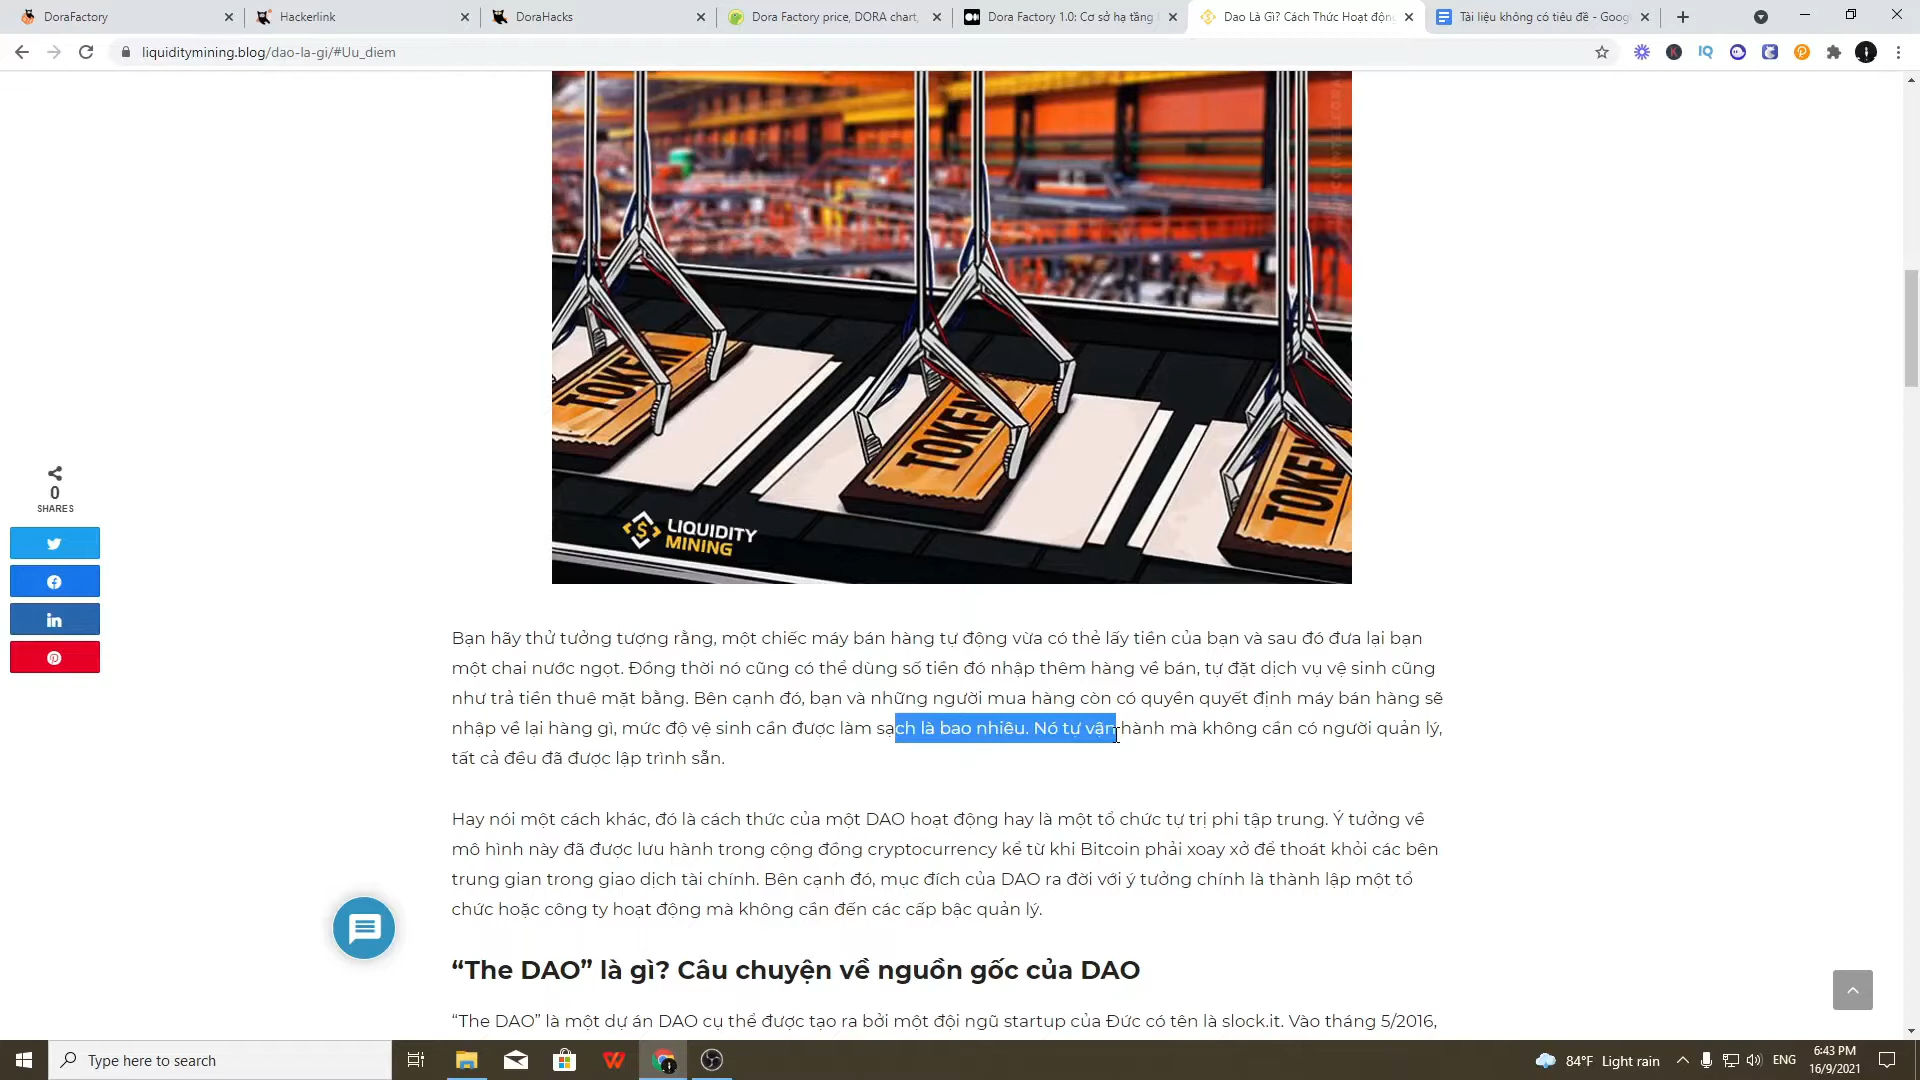 DoraFactory
Hackerlink
DoraHacks
Dora Factory price, DORA chart,
Dora Factory 1.0: Cơ sở hạ tầng
Dao Là Gì? Cách Thức Hoạt độn
Tài liệu không có tiêu đề - Goo
liquiditymining.blog/dao-la-gi/#Uu_diem
TOKEN
TOKEN
TOKEN
LIQUIDITY
MINING
0
SHARES
Bạn hãy thử tưởng tượng rằng, một chiếc máy bán hàng tự động vừa có thẻ lấy tiền của bạn và sau đó đưa lại bạn
một chai nước ngọt. Đồng thời nó cũng có thể dùng số tiền đó nhập thêm hàng về bán, tự đặt dịch vụ vệ sinh cũng
như trả tiền thuê mặt bằng. Bên cạnh đó, bạn và những người mua hàng còn có quyền quyết định máy bán hàng sẽ
nhập về lại hàng gì, mức độ vệ sinh cần được làm sạch là bao nhiêu. Nó tự vận hành mà không cần có người quản lý,
tất cả đều đã được lập trình sẵn.
Hay nói một cách khác, đó là cách thức của một DAO hoạt động hay là một tổ chức tự trị phi tập trung. Ý tưởng về
mô hình này đã được lưu hành trong cộng đồng cryptocurrency kể từ khi Bitcoin phải xoay xở để thoát khỏi các bên
trung gian trong giao dịch tài chính. Bên cạnh đó, mục đích của DAO ra đời với ý tưởng chính là thành lập một tổ
chức hoặc công ty hoạt động mà không cần đến các cấp bậc quản lý.
“The DAO” là gì? Câu chuyện về nguồn gốc của DAO
“The DAO” là một dự án DAO cụ thể được tạo ra bởi một đội ngũ startup của Đức có tên là slock.it. Vào tháng 5/2016,
Type here to search
84°F Light rain
ENG
6:43 PM
16/9/2021